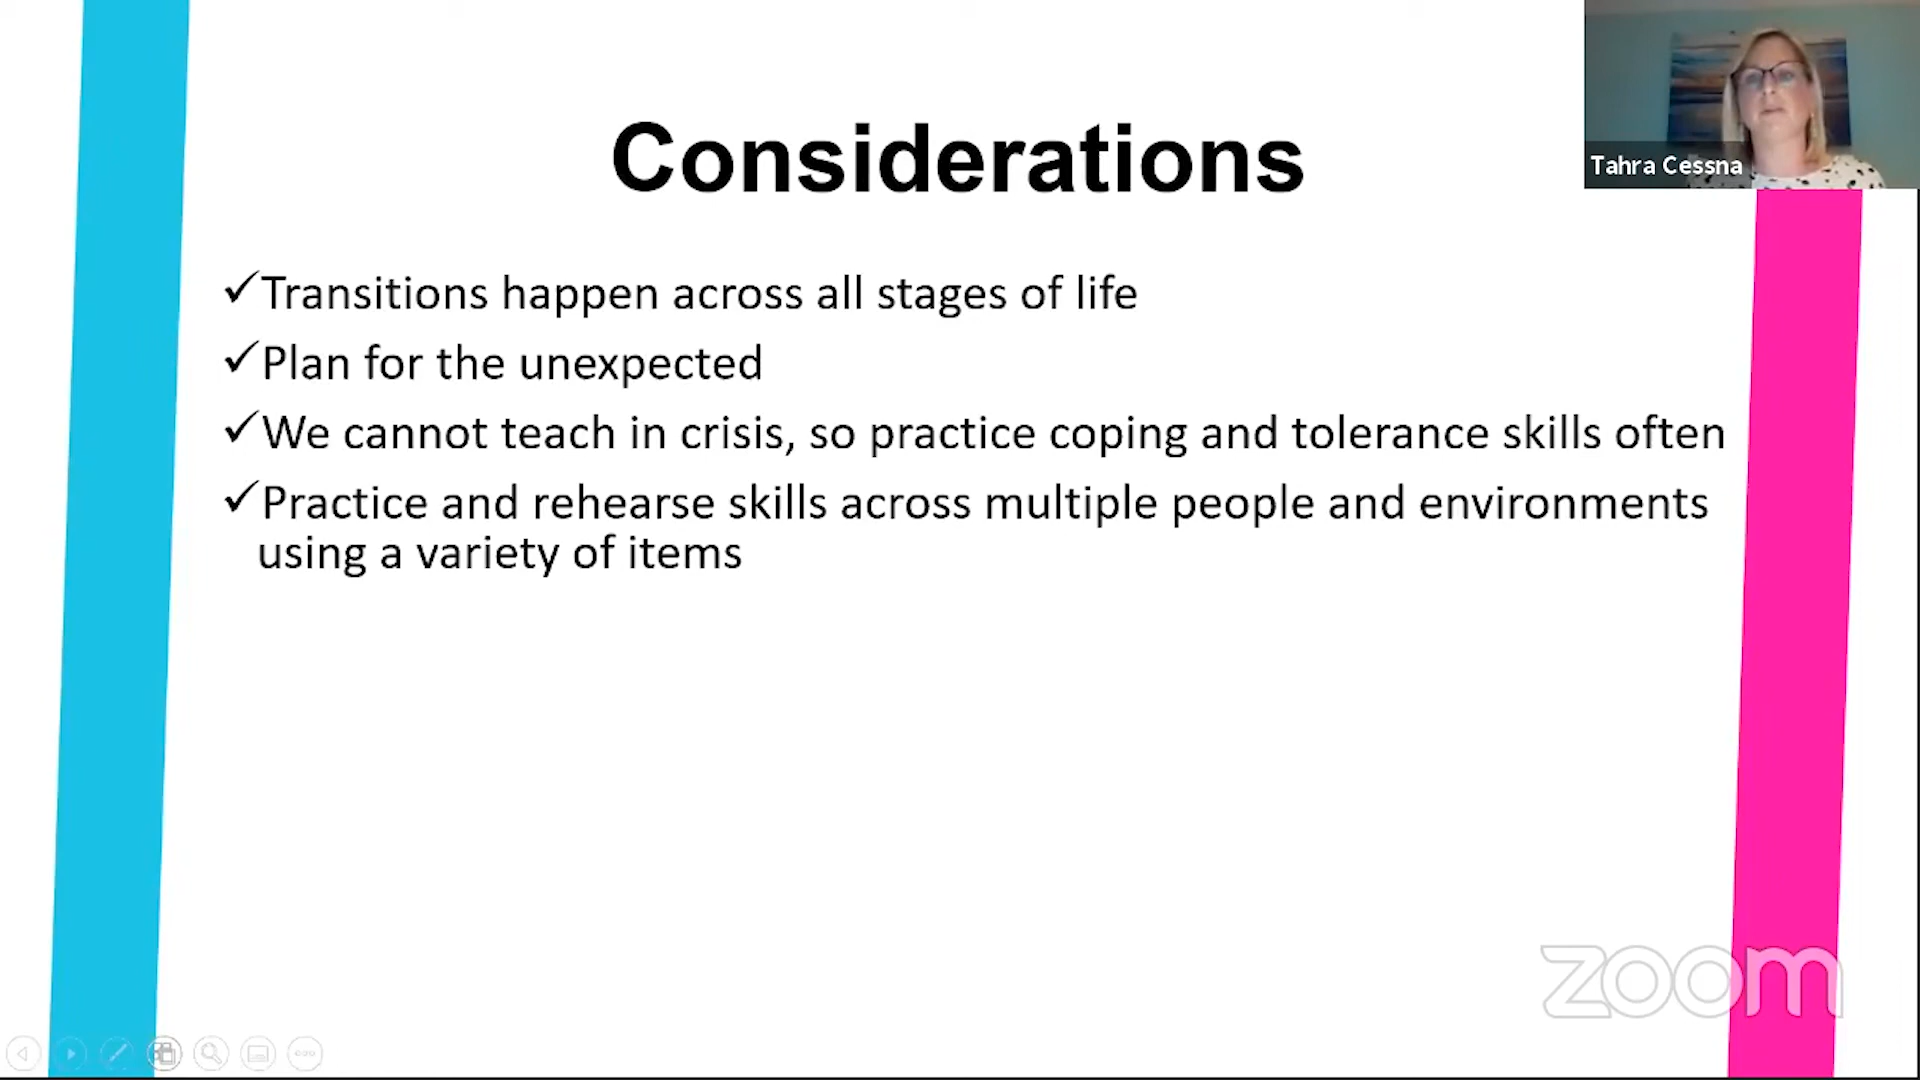 Considerations
Tahra Cessna
✓Transitions happen across all stages of life
✓Plan for the unexpected
✓We cannot teach in crisis, so practice coping and tolerance skills often
✓Practice and rehearse skills across multiple people and environments
using a variety of items
zoom